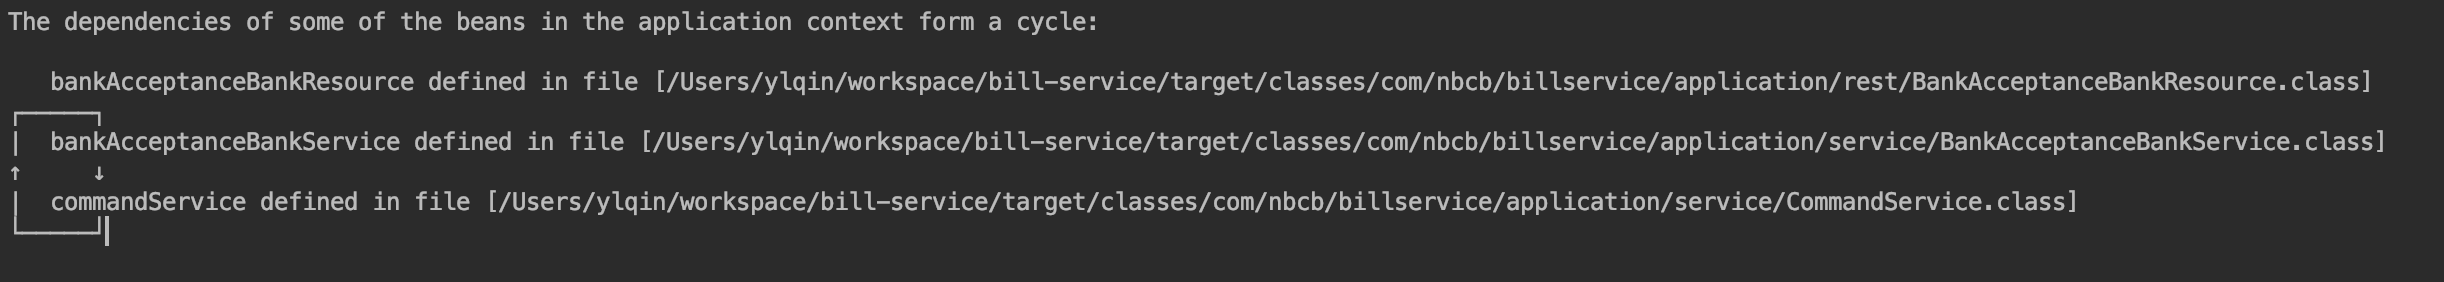 The dependencies of some of the beans in the application context form a cycle:
bankAcceptanceBankResource defined in file [/Users/ylqin/workspace/bill-service/target/classes/com/nbcb/billservice/application/rest/BankAcceptanceBankResource.class]
┌─────┐
|  bankAcceptanceBankService defined in file [/Users/ylqin/workspace/bill-service/target/classes/com/nbcb/billservice/application/service/BankAcceptanceBankService.class]
↑     ↓
|  commandService defined in file [/Users/ylqin/workspace/bill-service/target/classes/com/nbcb/billservice/application/service/CommandService.class]
└─────┘